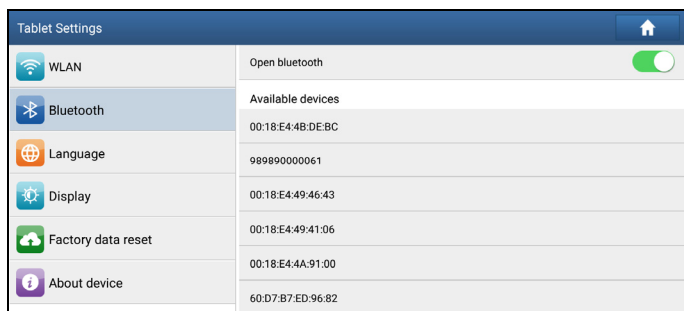 Tablet Settings
WLAN
Bluetooth
Language
Display
Factory data reset
About device
Open bluetooth
Available devices
00:18:E4:4B:DE:BC
989890000061
00:18:E4:49:46:43
00:18:E4:49:41:06
00:18:E4:4A:91:00
60:D7:B7:ED:96:82